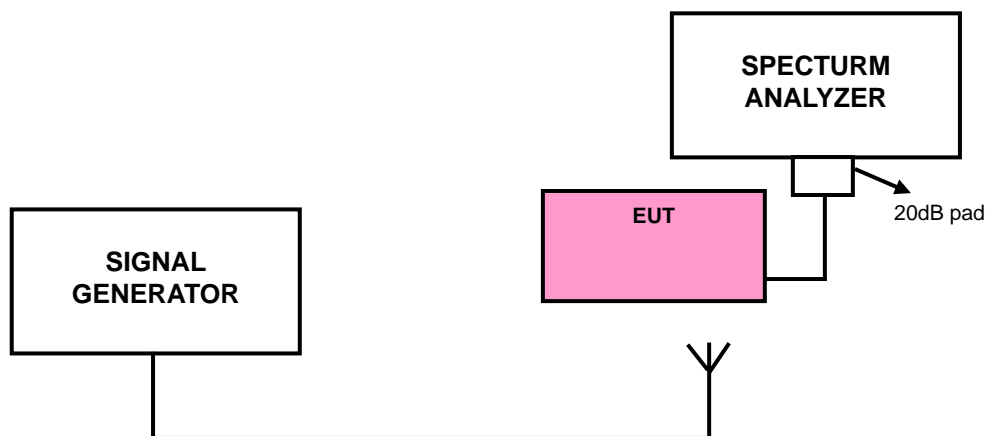 SPECTURM
ANALYZER
EUT
20dB pad
SIGNAL
GENERATOR